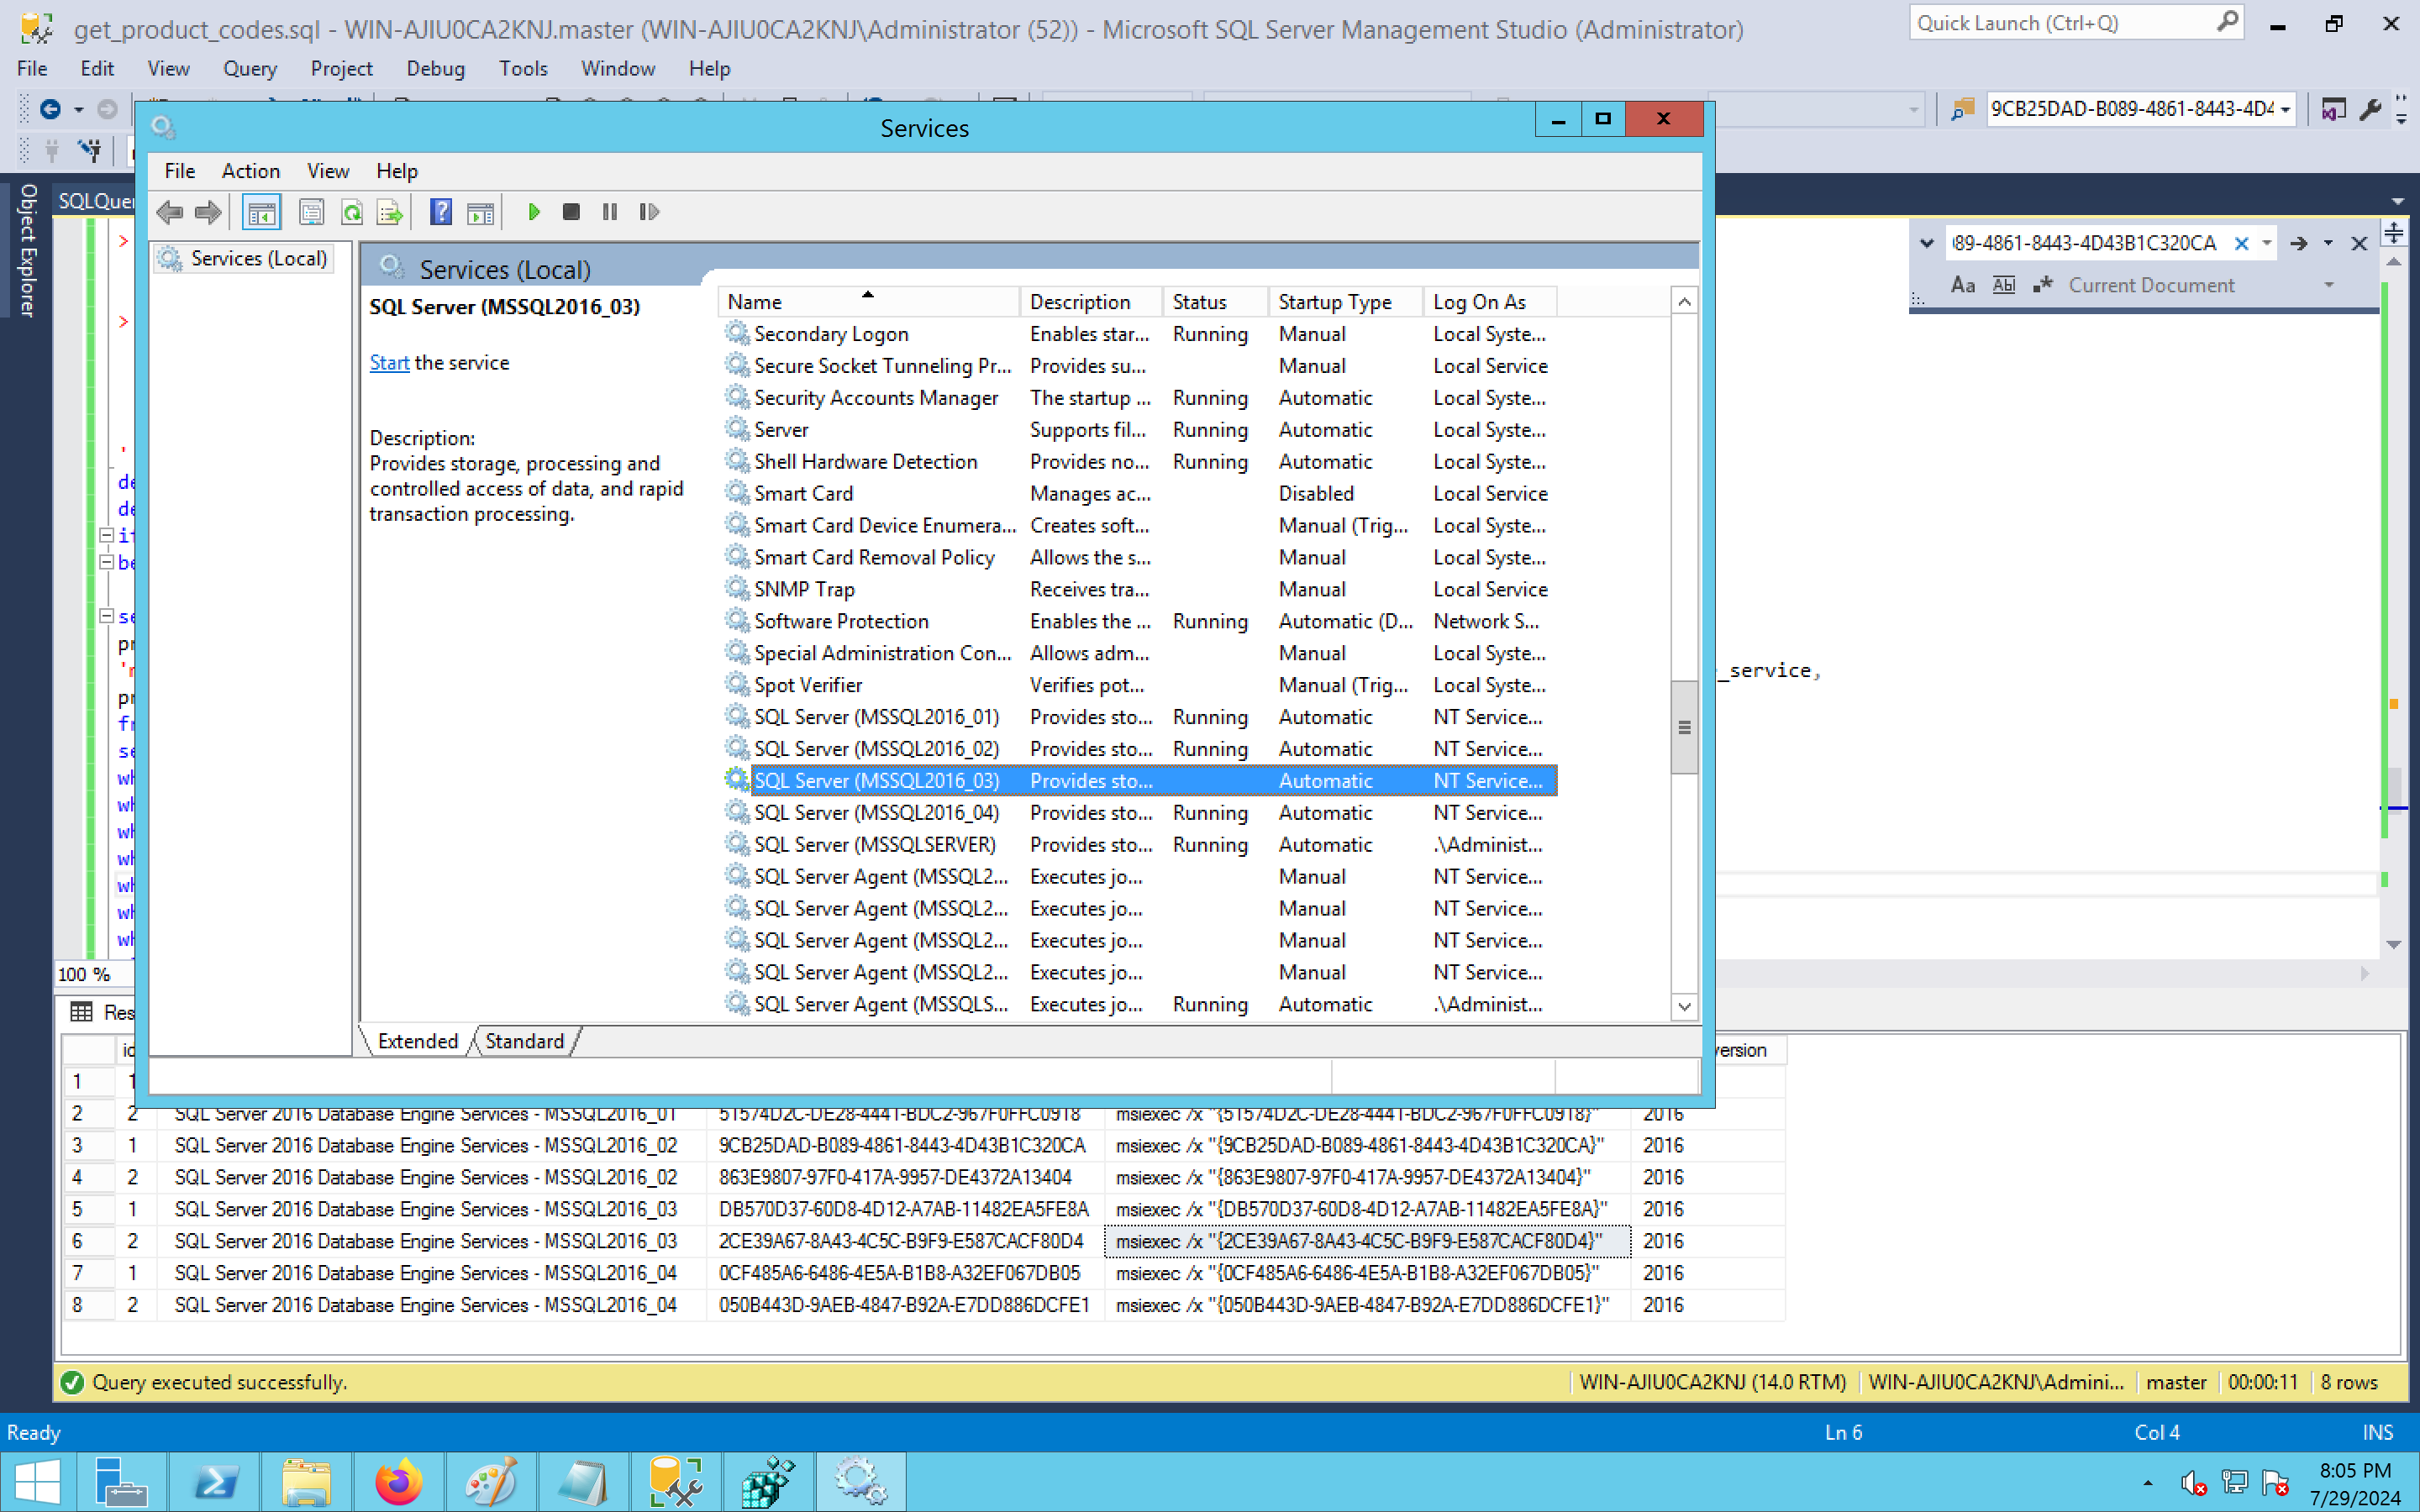 get_product_codes.sql - WIN-AJIU0CA2KNJ.master (WIN-AJIU0CA2KNJ\Administrator (52)) - Microsoft SQL Server Management Studio (Administrator)
Quick Launch (Ctrl+Q)
File Edit View Query Project Debug Tools Window Help
9CB25DAD-B089-4861-8443-4D4
Services
File Action View Help
Object Explorer
SQLQuer
Services (Local)
Services (Local)
SQL Server (MSSQL2016_03)
Start the service
Description:
Provides storage, processing and
controlled access of data, and rapid
transaction processing.
Name Description Status Startup Type Log On As
Secondary Logon Enables star... Running Manual Local Syste...
Secure Socket Tunneling Pr... Provides su... Manual Local Service
Security Accounts Manager The startup ... Running Automatic Local Syste...
Server Supports fil... Running Automatic Local Syste...
Shell Hardware Detection Provides no... Running Automatic Local Syste...
Smart Card Manages ac... Disabled Local Service
Smart Card Device Enumera... Creates soft... Manual (Trig... Local Syste...
Smart Card Removal Policy Allows the s... Manual Local Syste...
SNMP Trap Receives tra... Manual Local Service
Software Protection Enables the ... Running Automatic (D... Network S...
Special Administration Con... Allows adm... Manual Local Syste...
Spot Verifier Verifies pot... Manual (Trig... Local Syste...
SQL Server (MSSQL2016_01) Provides sto... Running Automatic NT Service...
SQL Server (MSSQL2016_02) Provides sto... Running Automatic NT Service...
SQL Server (MSSQL2016_03) Provides sto... Automatic NT Service...
SQL Server (MSSQL2016_04) Provides sto... Running Automatic NT Service...
SQL Server (MSSQLSERVER) Provides sto... Running Automatic .\Administ...
SQL Server Agent (MSSQL2... Executes jo... Manual NT Service...
SQL Server Agent (MSSQL2... Executes jo... Manual NT Service...
SQL Server Agent (MSSQL2... Executes jo... Manual NT Service...
SQL Server Agent (MSSQL2... Executes jo... Manual NT Service...
SQL Server Agent (MSSQLS... Executes jo... Running Automatic .\Administ...
Extended Standard
89-4861-8443-4D43B1C320CA
Aa Abl .* Current Document
_service,
100 %
Res
id
version
1 1
2 2 SQL Server 2016 Database Engine Services - MSSQL2016_01 51574D2C-DE28-4441-BDC2-967F0FFC0918 msiexec /x "{51574D2C-DE28-4441-BDC2-967F0FFC0918}" 2016
3 1 SQL Server 2016 Database Engine Services - MSSQL2016_02 9CB25DAD-B089-4861-8443-4D43B1C320CA msiexec /x "{9CB25DAD-B089-4861-8443-4D43B1C320CA}" 2016
4 2 SQL Server 2016 Database Engine Services - MSSQL2016_02 863E9807-97F0-417A-9957-DE4372A13404 msiexec /x "{863E9807-97F0-417A-9957-DE4372A13404}" 2016
5 1 SQL Server 2016 Database Engine Services - MSSQL2016_03 DB570D37-60D8-4D12-A7AB-11482EA5FE8A msiexec /x "{DB570D37-60D8-4D12-A7AB-11482EA5FE8A}" 2016
6 2 SQL Server 2016 Database Engine Services - MSSQL2016_03 2CE39A67-8A43-4C5C-B9F9-E587CACF80D4 msiexec /x "{2CE39A67-8A43-4C5C-B9F9-E587CACF80D4}" 2016
7 1 SQL Server 2016 Database Engine Services - MSSQL2016_04 0CF485A6-6486-4E5A-B1B8-A32EF067DB05 msiexec /x "{0CF485A6-6486-4E5A-B1B8-A32EF067DB05}" 2016
8 2 SQL Server 2016 Database Engine Services - MSSQL2016_04 050B443D-9AEB-4847-B92A-E7DD886DCFE1 msiexec /x "{050B443D-9AEB-4847-B92A-E7DD886DCFE1}" 2016
Query executed successfully. WIN-AJIU0CA2KNJ (14.0 RTM) WIN-AJIU0CA2KNJ\Admini... master 00:00:11 8 rows
Ready Ln 6 Col 4 INS
8:05 PM
7/29/2024